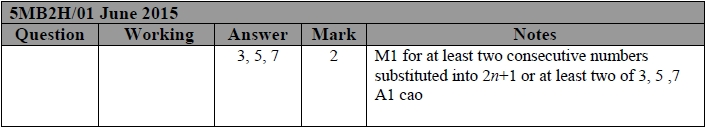 5MB2H/01 June 2015
Question Working Answer Mark Notes
3, 5, 7 2 M1 for at least two consecutive numbers
substituted into 2n+1 or at least two of 3, 5 ,7
A1 cao